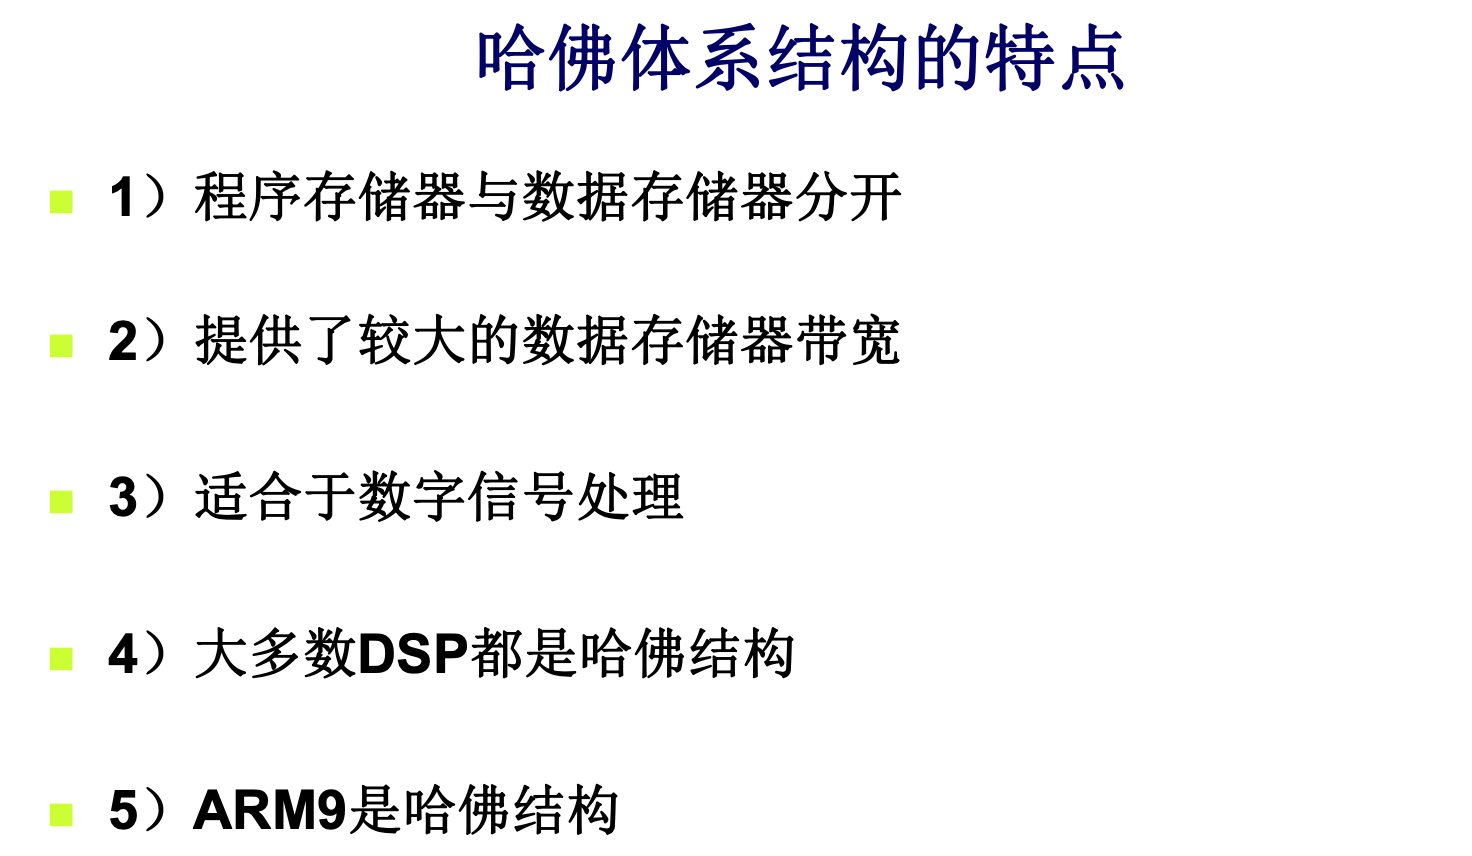 哈佛体系结构的特点
1）程序存储器与数据存储器分开
2）提供了较大的数据存储器带宽
3）适合于数字信号处理
4）大多数DSP都是哈佛结构
5）ARM9是哈佛结构